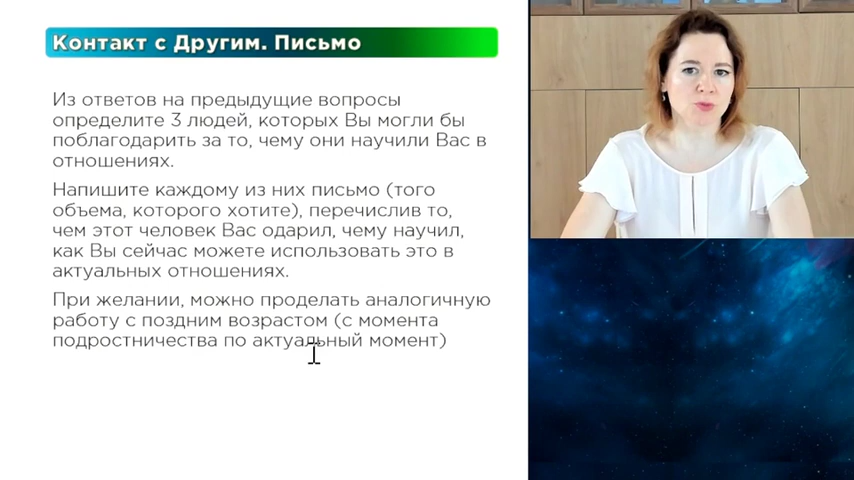 Контакт с Другим. Письмо
Из ответов на предыдущие вопросы
определите 3 людей, которых Вы могли бы
поблагодарить за то, чему они научили Вас в
отношениях.
Напишите каждому из них письмо (того
объема, которого хотите), перечислив то,
чем этот человек Вас одарил, чему научил,
как Вы сейчас можете использовать это в
актуальных отношениях.
При желании, можно проделать аналогичную
работу с поздним возрастом (с момента
подростничества по актуальный момент)